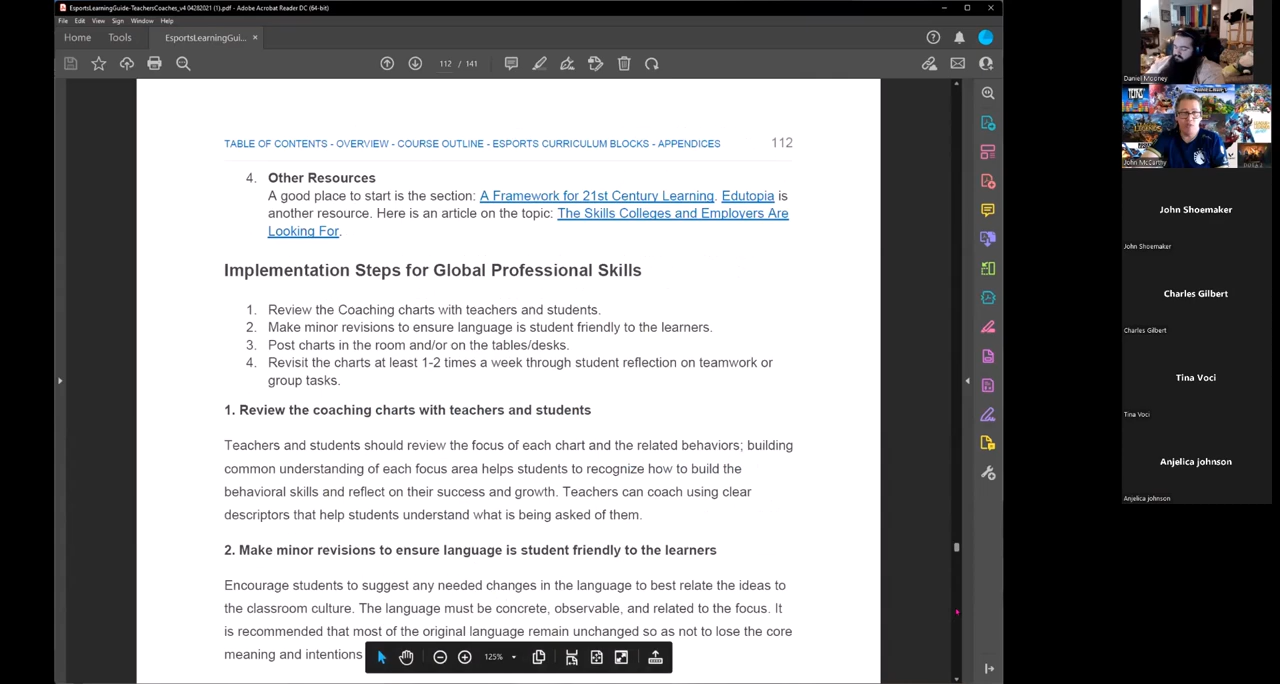 EsportsLearningGuide-TeachersCoaches_v4 04282021 (1).pdf - Adobe Acrobat Reader DC (64-bit)
File Edit View Sign Window Help
Home Tools EsportsLearningGui... ×
112 / 141
TABLE OF CONTENTS - OVERVIEW - COURSE OUTLINE - ESPORTS CURRICULUM BLOCKS - APPENDICES 112
4. Other Resources
A good place to start is the section: A Framework for 21st Century Learning. Edutopia is
another resource. Here is an article on the topic: The Skills Colleges and Employers Are
Looking For.
Implementation Steps for Global Professional Skills
1. Review the Coaching charts with teachers and students.
2. Make minor revisions to ensure language is student friendly to the learners.
3. Post charts in the room and/or on the tables/desks.
4. Revisit the charts at least 1-2 times a week through student reflection on teamwork or
group tasks.
1. Review the coaching charts with teachers and students
Teachers and students should review the focus of each chart and the related behaviors; building
common understanding of each focus area helps students to recognize how to build the
behavioral skills and reflect on their success and growth. Teachers can coach using clear
descriptors that help students understand what is being asked of them.
2. Make minor revisions to ensure language is student friendly to the learners
Encourage students to suggest any needed changes in the language to best relate the ideas to
the classroom culture. The language must be concrete, observable, and related to the focus. It
is recommended that most of the original language remain unchanged so as not to lose the core
meaning and intentions
125%
Daniel Mooney
John McCarthy
John Shoemaker
John Shoemaker
Charles Gilbert
Charles Gilbert
Tina Voci
Tina Voci
Anjelica johnson
Anjelica johnson